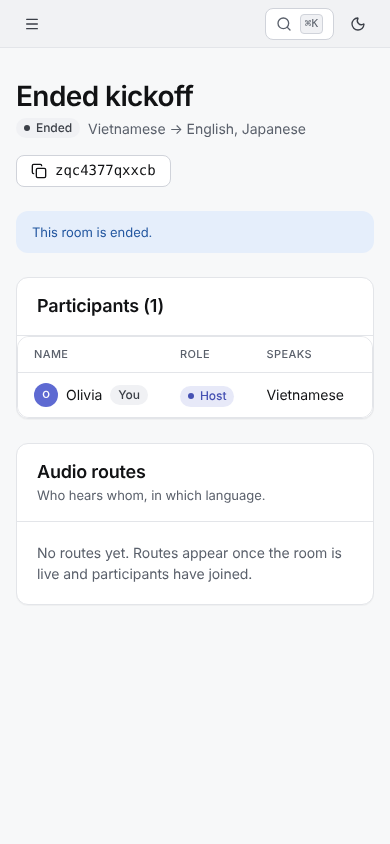 ⌘K
Ended kickoff
Ended
Vietnamese → English, Japanese
zqc4377qxxcb
This room is ended.
Participants (1)
NAME ROLE SPEAKS
O Olivia You Host Vietnamese
Audio routes
Who hears whom, in which language.
No routes yet. Routes appear once the room is
live and participants have joined.